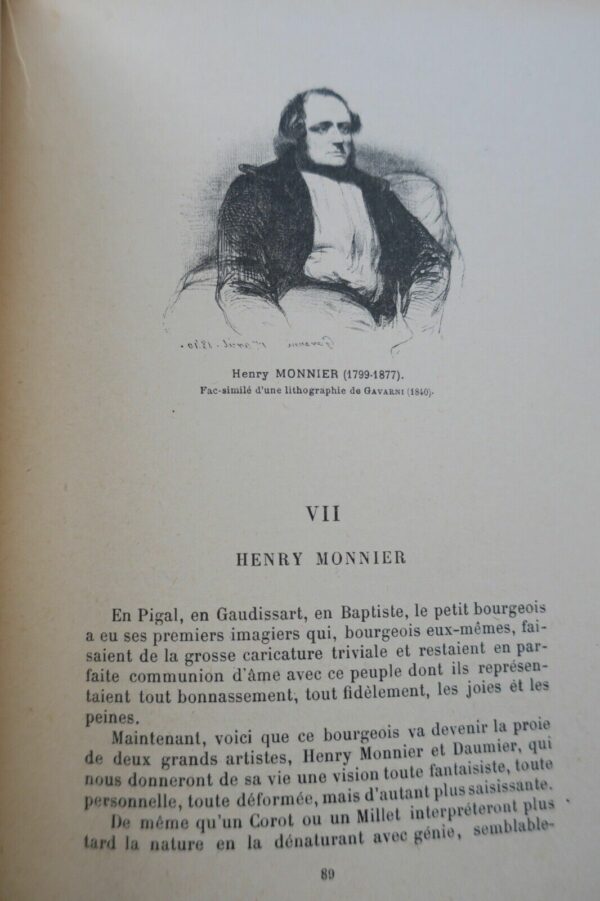 Gavarni 1er avril. 1840.
Henry MONNIER (1799-1877).
Fac-similé d'une lithographie de GAVARNI (1840).
VII
HENRY MONNIER
En Pigal, en Gaudissart, en Baptiste, le petit bourgeois
a eu ses premiers imagiers qui, bourgeois eux-mêmes, fai-
saient de la grosse caricature triviale et restaient en par-
faite communion d'âme avec ce peuple dont ils représen-
taient tout bonnassement, tout fidèlement, les joies et les
peines.
Maintenant, voici que ce bourgeois va devenir la proie
de deux grands artistes, Henry Monnier et Daumier, qui
nous donneront de sa vie une vision toute fantaisiste, toute
personnelle, toute déformée, mais d'autant plus saisissante.
De même qu'un Corot ou un Millet interpréteront plus
tard la nature en la dénaturant avec génie, semblable-
89